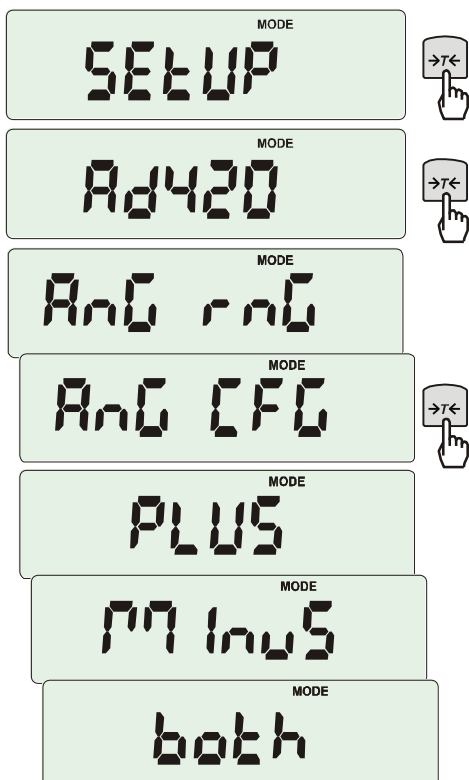 MODE
SEtUP
→T←
MODE
Ad420
→T←
MODE
AnG rnG
MODE
AnG CFG
→T←
MODE
PLUS
MODE
MInuS
MODE
both